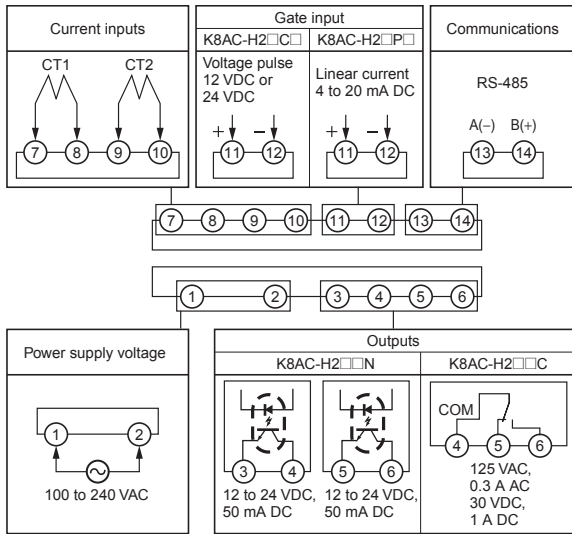 Current inputs
CT1 CT2
7 8 9 10
Gate input
K8AC-H2□C□ K8AC-H2□P□
Voltage pulse
12 VDC or
24 VDC
+ −
11 12
Linear current
4 to 20 mA DC
+ −
11 12
Communications
RS-485
A(−) B(+)
13 14
7 8 9 10 11 12 13 14
1 2 3 4 5 6
Power supply voltage
1 2
100 to 240 VAC
Outputs
K8AC-H2□□N K8AC-H2□□C
3 4 5 6
12 to 24 VDC, 12 to 24 VDC,
50 mA DC 50 mA DC
COM
4 5 6
125 VAC,
0.3 A AC
30 VDC,
1 A DC